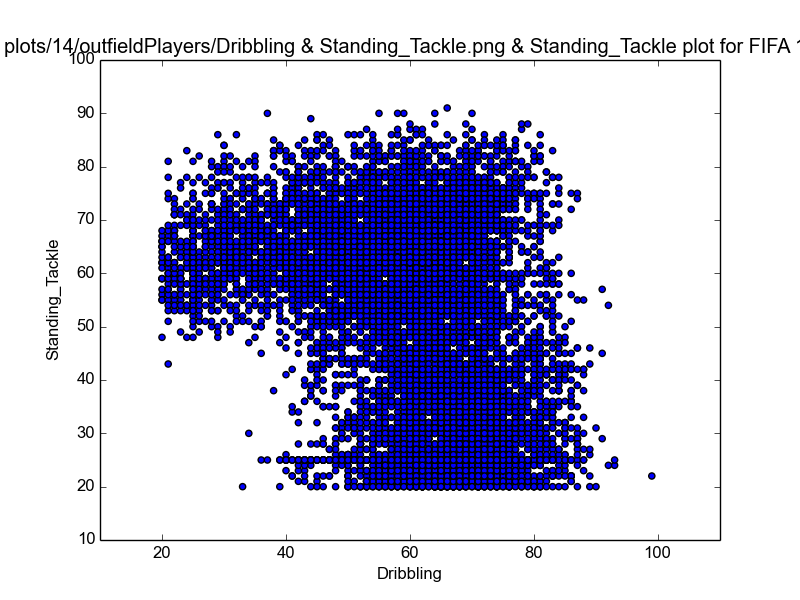 plots/14/outfieldPlayers/Dribbling & Standing_Tackle.png & Standing_Tackle plot for FIFA
100
90
80
70
60
50
40
30
20
10
Standing_Tackle
20 40 60 80 100
Dribbling